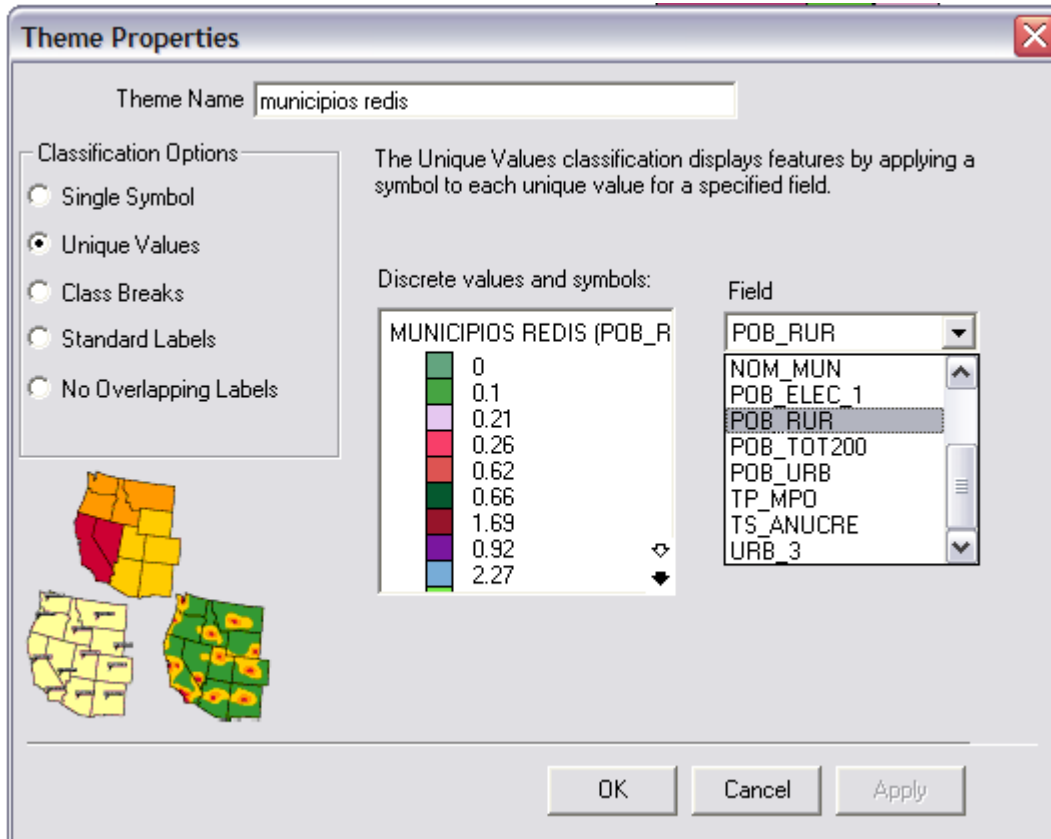 Theme Properties
Theme Name municipios redis
Classification Options
Single Symbol
Unique Values
Class Breaks
Standard Labels
No Overlapping Labels
The Unique Values classification displays features by applying a
symbol to each unique value for a specified field.
Discrete values and symbols:
MUNICIPIOS REDIS (POB_R
0
0.1
0.21
0.26
0.62
0.66
1.69
0.92
2.27
Field
POB_RUR
NOM_MUN
POB_ELEC_1
POB_RUR
POB_TOT200
POB_URB
TP_MPO
TS_ANUCRE
URB_3
OK
Cancel
Apply